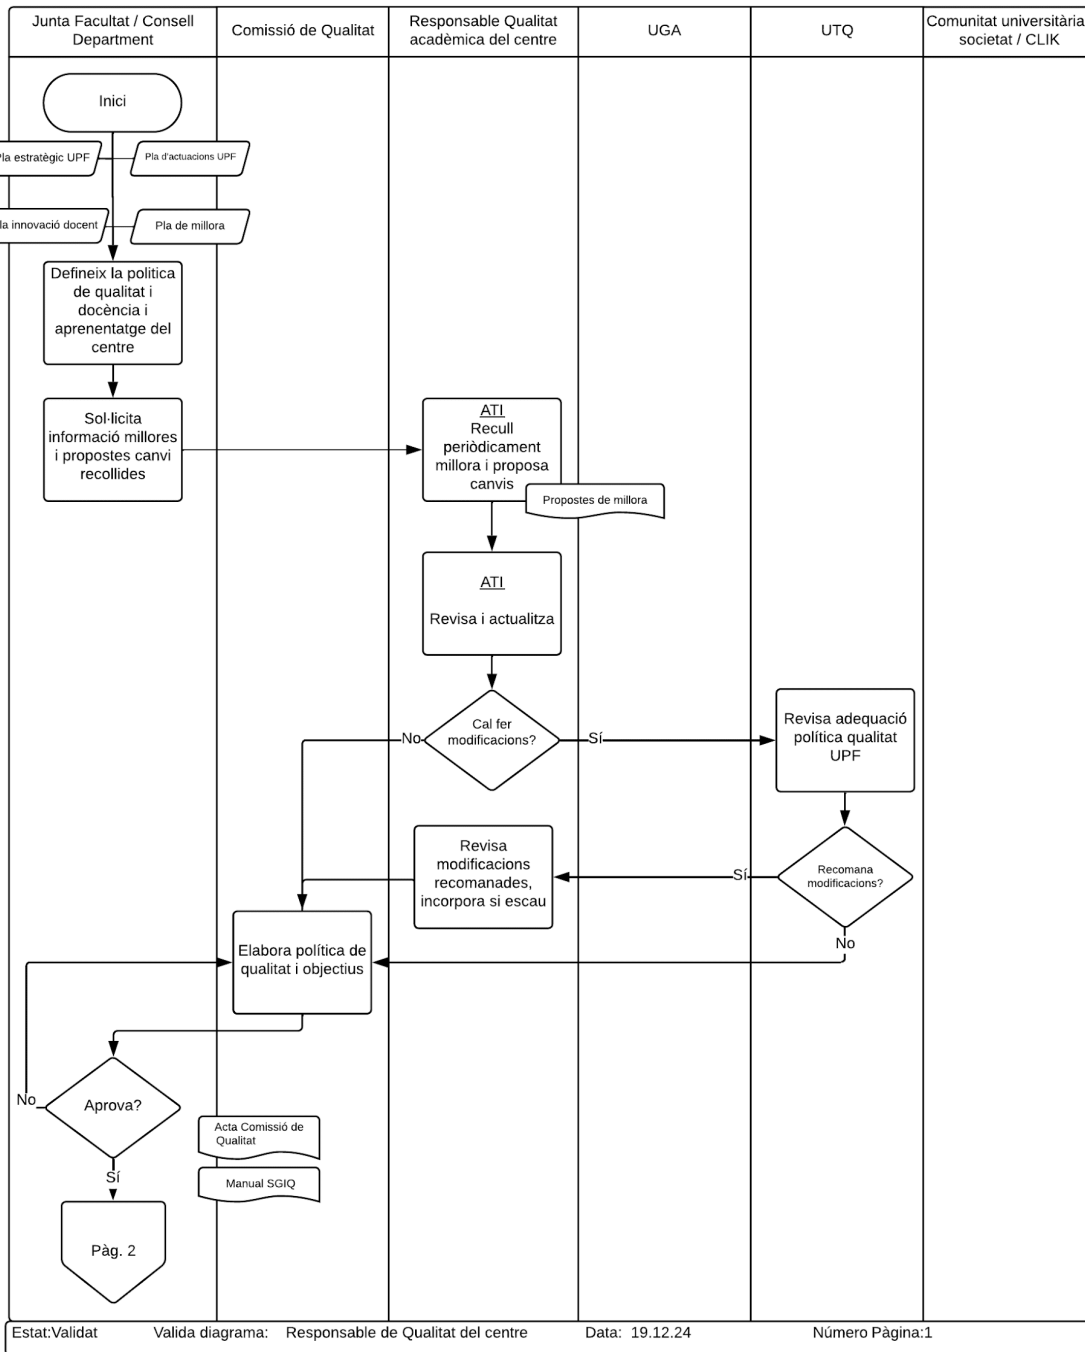 Junta Facultat / Consell
Department
Comissió de Qualitat
Responsable Qualitat
acadèmica del centre
UGA
UTQ
Comunitat universitària
societat / CLIK
Inici
la estratègic UPF
Pla d'actuacions UPF
la innovació docent
Pla de millora
Defineix la politica
de qualitat i
docència i
aprenentatge del
centre
Sol·licita
informació millores
i propostes canvi
recollides
ATI
Recull
periòdicament
millora i proposa
canvis
Propostes de millora
ATI
Revisa i actualitza
Cal fer
modificacions?
No
Sí
Revisa adequació
política qualitat
UPF
Revisa
modificacions
recomanades,
incorpora si escau
Sí
Recomana
modificacions?
No
Elabora política de
qualitat i objectius
No
Aprova?
Acta Comissió de
Qualitat
Sí
Manual SGIQ
Pàg. 2
Estat:Validat
Valida diagrama:
Responsable de Qualitat del centre
Data: 19.12.24
Número Pàgina:1